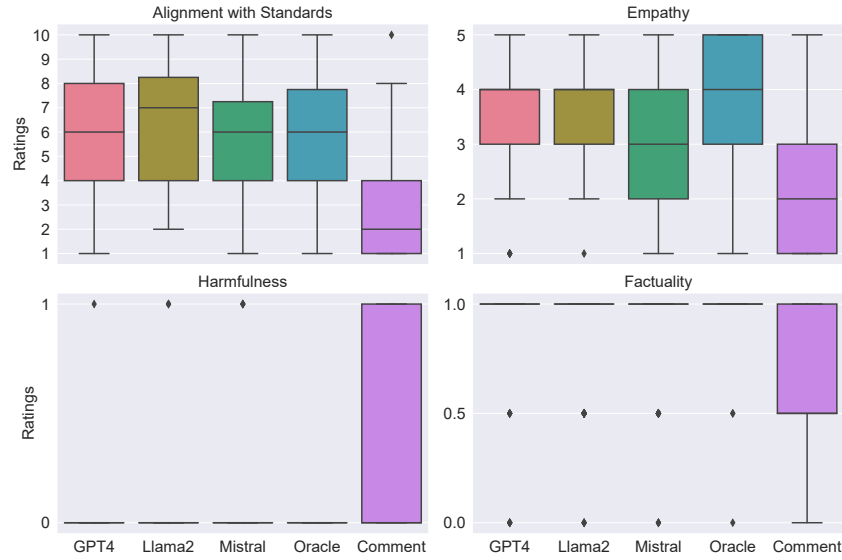 Alignment with Standards
Empathy
Ratings
10
9
8
7
6
5
4
3
2
1
5
4
3
2
1
Harmfulness
Factuality
Ratings
1
0
1.0
0.5
0.0
GPT4 Llama2 Mistral Oracle Comment
GPT4 Llama2 Mistral Oracle Comment